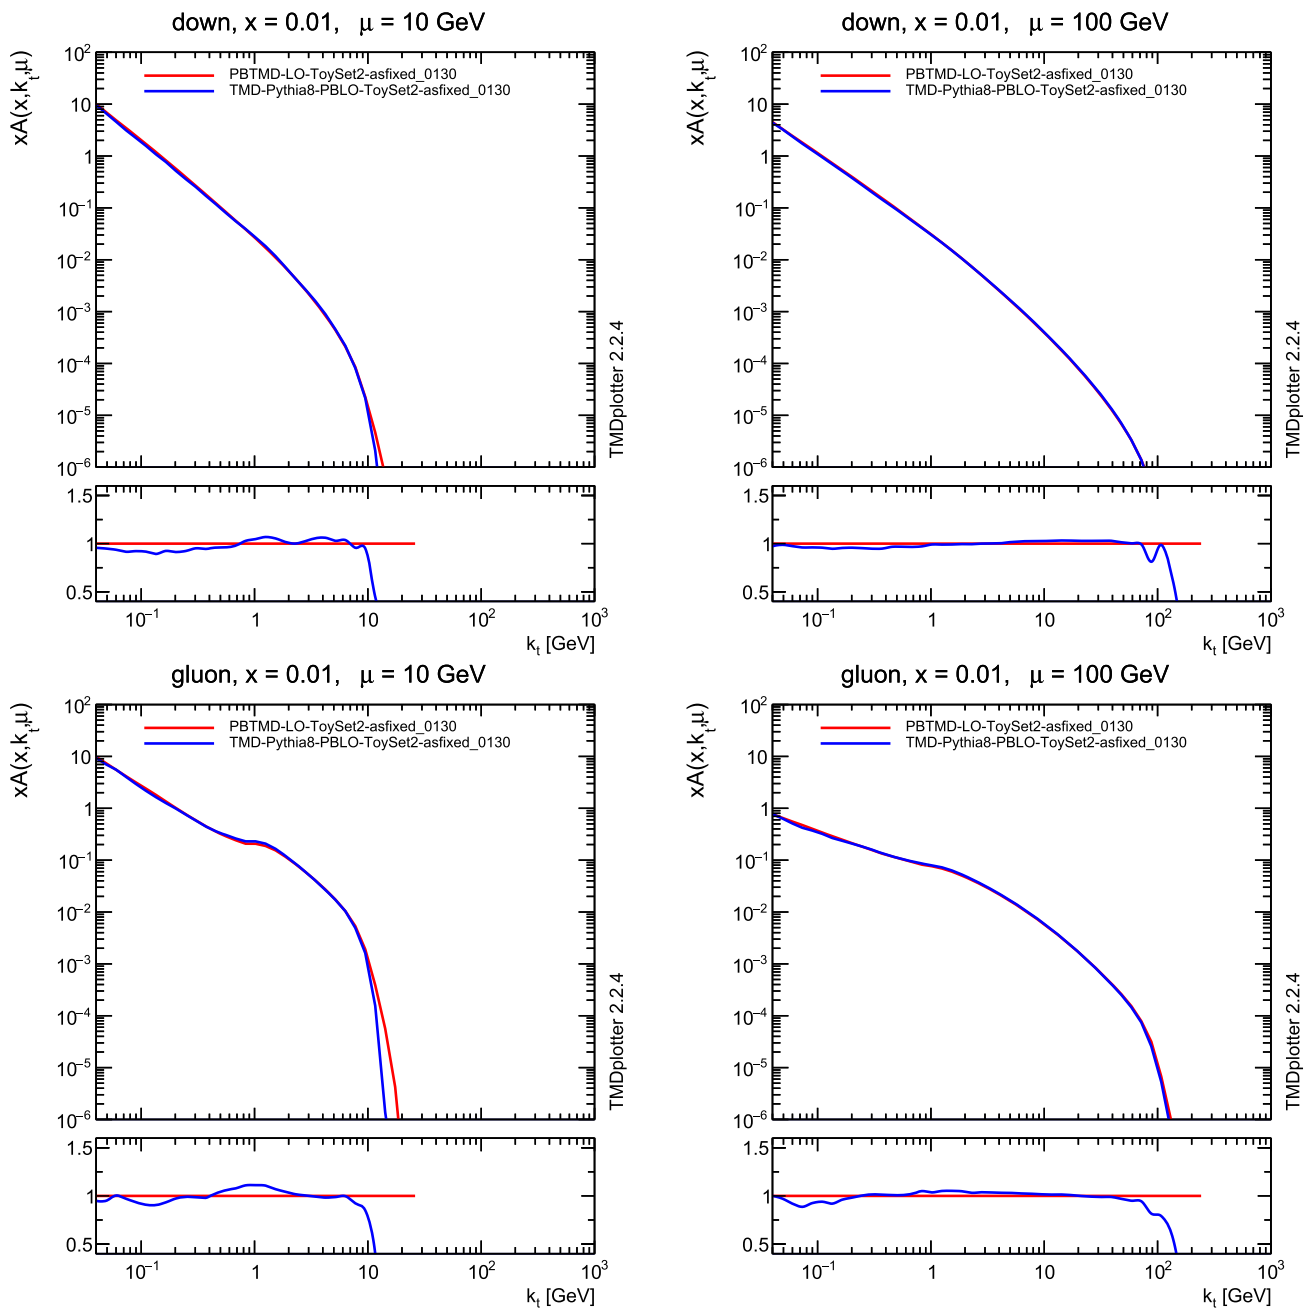 down, x = 0.01, μ = 10 GeV
xA(x,kt,μ)
10²
10
1
10⁻¹
10⁻²
10⁻³
10⁻⁴
10⁻⁵
10⁻⁶
PBTMD-LO-ToySet2-asfixed_0130
TMD-Pythia8-PBLO-ToySet2-asfixed_0130
TMDplotter 2.2.4
1.5
1
0.5
10⁻¹ 1 10 10² 10³
kt [GeV]
down, x = 0.01, μ = 100 GeV
xA(x,kt,μ)
10²
10
1
10⁻¹
10⁻²
10⁻³
10⁻⁴
10⁻⁵
10⁻⁶
PBTMD-LO-ToySet2-asfixed_0130
TMD-Pythia8-PBLO-ToySet2-asfixed_0130
TMDplotter 2.2.4
1.5
1
0.5
10⁻¹ 1 10 10² 10³
kt [GeV]
gluon, x = 0.01, μ = 10 GeV
xA(x,kt,μ)
10²
10
1
10⁻¹
10⁻²
10⁻³
10⁻⁴
10⁻⁵
10⁻⁶
PBTMD-LO-ToySet2-asfixed_0130
TMD-Pythia8-PBLO-ToySet2-asfixed_0130
TMDplotter 2.2.4
1.5
1
0.5
10⁻¹ 1 10 10² 10³
kt [GeV]
gluon, x = 0.01, μ = 100 GeV
xA(x,kt,μ)
10²
10
1
10⁻¹
10⁻²
10⁻³
10⁻⁴
10⁻⁵
10⁻⁶
PBTMD-LO-ToySet2-asfixed_0130
TMD-Pythia8-PBLO-ToySet2-asfixed_0130
TMDplotter 2.2.4
1.5
1
0.5
10⁻¹ 1 10 10² 10³
kt [GeV]